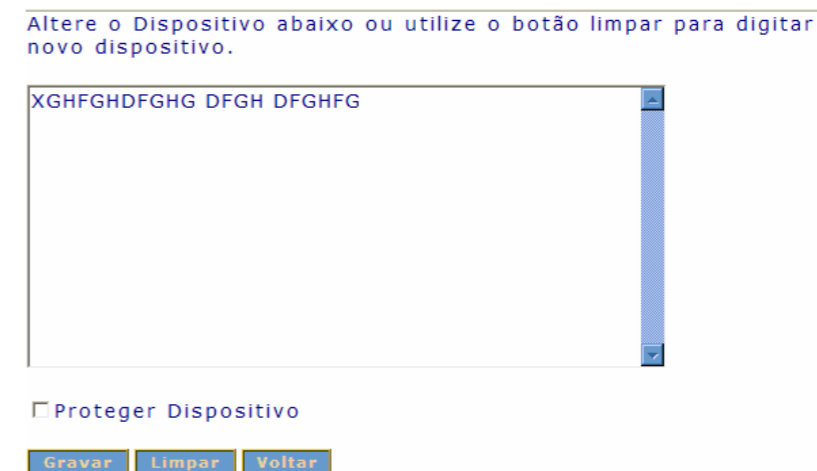 Altere o Dispositivo abaixo ou utilize o botão limpar para digitar
novo dispositivo.
XGHFGHDFGHG DFGH DFGHFG
Proteger Dispositivo
Gravar Limpar Voltar